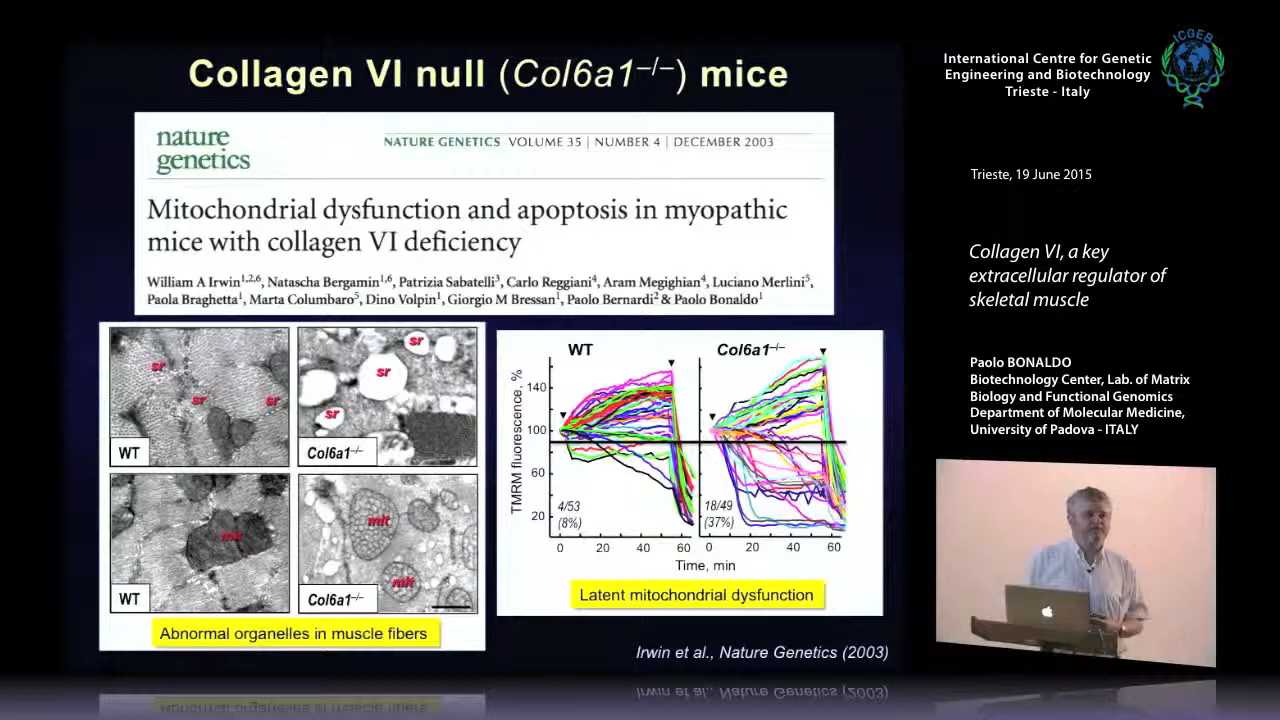 Collagen VI null (Col6a1–/–) mice
nature
genetics
NATURE GENETICS VOLUME 35 | NUMBER 4 | DECEMBER 2003
Mitochondrial dysfunction and apoptosis in myopathic
mice with collagen VI deficiency
William A Irwin1,2,6, Natascha Bergamin1,6, Patrizia Sabatelli3, Carlo Reggiani4, Aram Megighian4, Luciano Merlini5,
Paola Braghetta1, Marta Columbaro5, Dino Volpin1, Giorgio M Bressan1, Paolo Bernardi2 & Paolo Bonaldo1
sr
sr
sr
WT
sr
sr
sr
Col6a1–/–
mit
WT
mit
mit
Col6a1–/–
Abnormal organelles in muscle fibers
WT
Col6a1–/–
TMRM fluorescence, %
140
100
60
20
4/53
(8%)
18/49
(37%)
0 20 40 60
0 20 40 60
Time, min
Latent mitochondrial dysfunction
Irwin et al., Nature Genetics (2003)
International Centre for Genetic
Engineering and Biotechnology
Trieste - Italy
ICGEB
Trieste, 19 June 2015
Collagen VI, a key
extracellular regulator of
skeletal muscle
Paolo BONALDO
Biotechnology Center, Lab. of Matrix
Biology and Functional Genomics
Department of Molecular Medicine,
University of Padova - ITALY